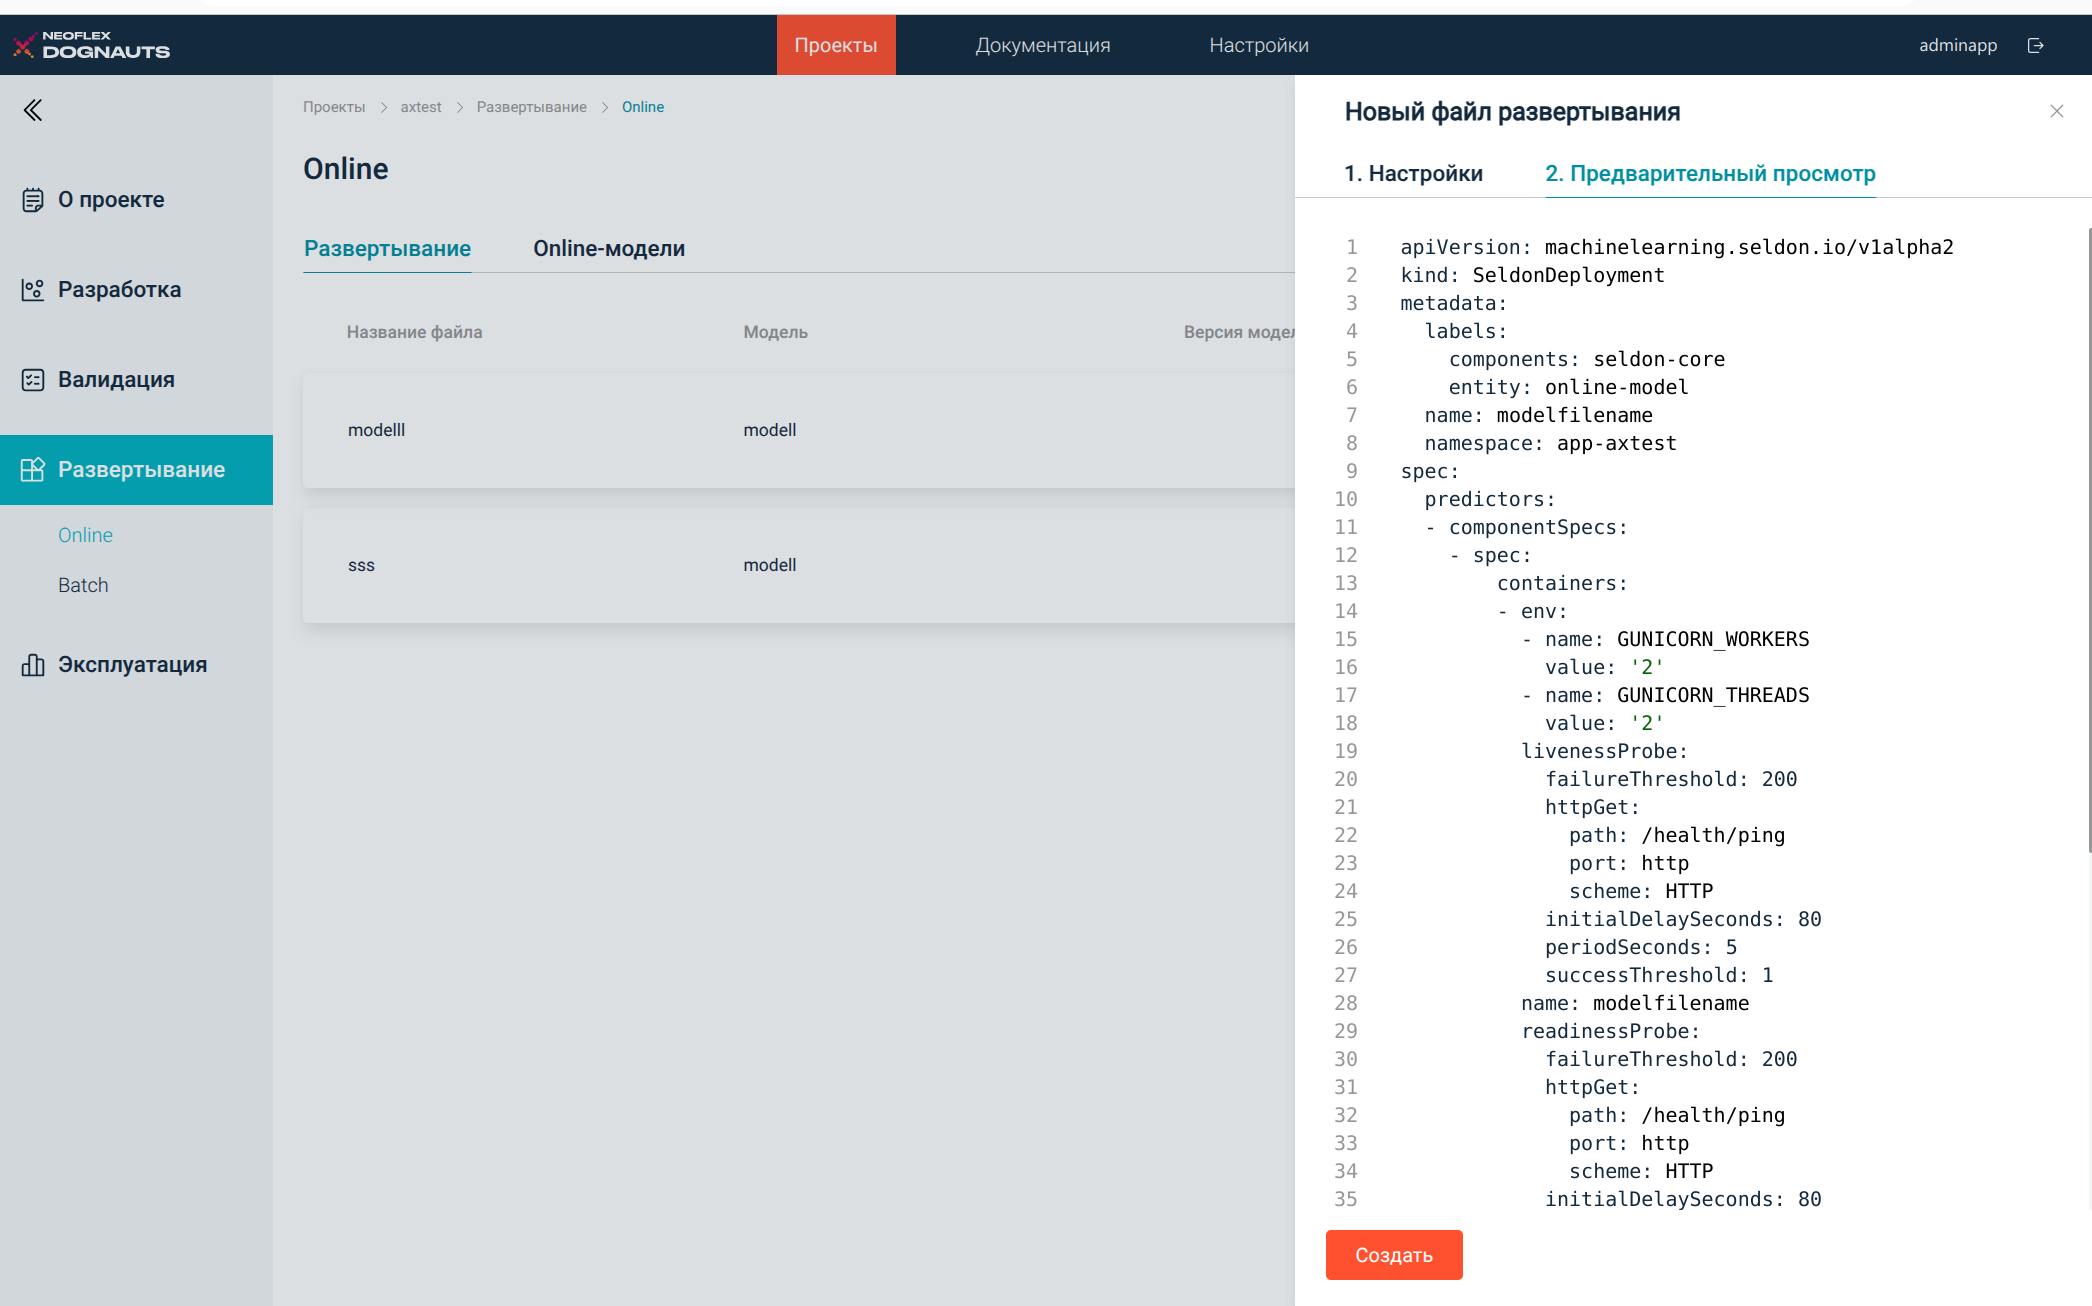 NEOFLEX
DOGNAUTS
Проекты
Документация
Настройки
adminapp
О проекте
Разработка
Валидация
Развертывание
Online
Batch
Эксплуатация
Проекты > axtest > Развертывание > Online
Online
Развертывание
Online-модели
Название файла
Модель
Версия модел
modelll
modell
sss
modell
Новый файл развертывания
1. Настройки
2. Предварительный просмотр
1 apiVersion: machinelearning.seldon.io/v1alpha2
2 kind: SeldonDeployment
3 metadata:
4 labels:
5 components: seldon-core
6 entity: online-model
7 name: modelfilename
8 namespace: app-axtest
9 spec:
10 predictors:
11 - componentSpecs:
12 - spec:
13 containers:
14 - env:
15 - name: GUNICORN_WORKERS
16 value: '2'
17 - name: GUNICORN_THREADS
18 value: '2'
19 livenessProbe:
20 failureThreshold: 200
21 httpGet:
22 path: /health/ping
23 port: http
24 scheme: HTTP
25 initialDelaySeconds: 80
26 periodSeconds: 5
27 successThreshold: 1
28 name: modelfilename
29 readinessProbe:
30 failureThreshold: 200
31 httpGet:
32 path: /health/ping
33 port: http
34 scheme: HTTP
35 initialDelaySeconds: 80
Создать